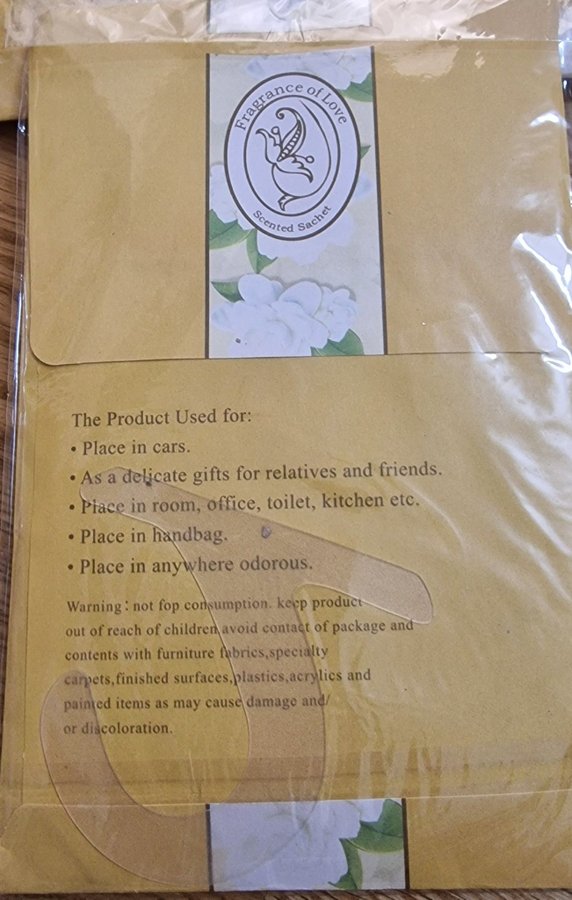 Fragrance of Love
Scented Sachet
The Product Used for:
• Place in cars.
• As a delicate gifts for relatives and friends.
• Place in room, office, toilet, kitchen etc.
• Place in handbag.
• Place in anywhere odorous.
Warning: not fop consumption. keep product
out of reach of children,avoid contact of package and
contents with furniture fabrics,specialty
carpets,finished surfaces,plastics,acrylics and
painted items as may cause damage and/
or discoloration.